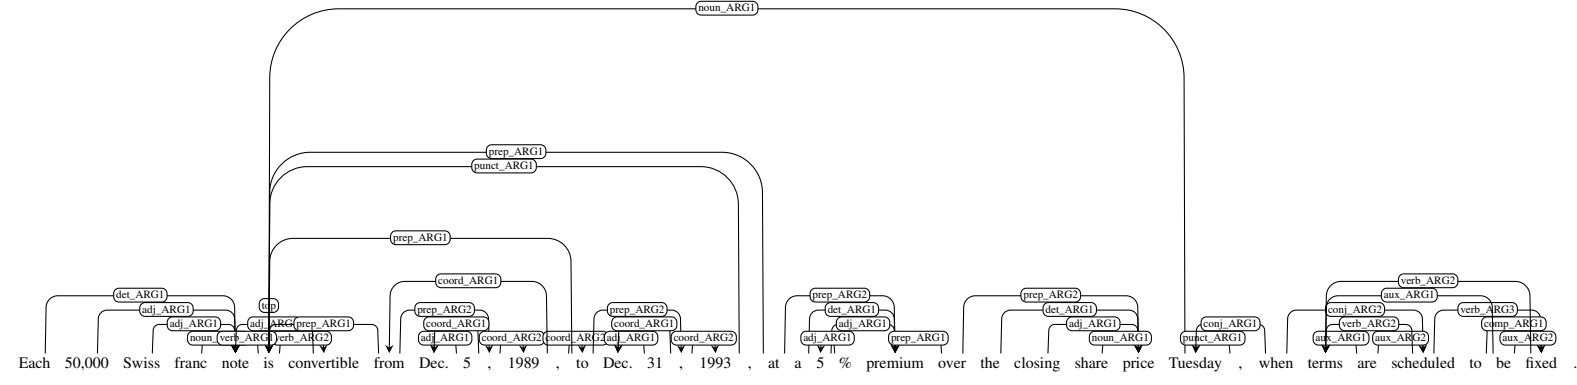 noun_ARG1
prep_ARG1
punct_ARG1
prep_ARG1
coord_ARG1
verb_ARG2
det_ARG1 prep_ARG2 prep_ARG2 aux_ARG1
top
adj_ARG1 prep_ARG2 prep_ARG2 det_ARG1 det_ARG1 conj_ARG2 verb_ARG3
adj_ARG1 prep_ARG1 coord_ARG1 coord_ARG1 adj_ARG1 adj_ARG1 conj_ARG1 verb_ARG2 comp_ARG1
verb_ARG1 verb_ARG2 adj_ARG1 coord_ARG2 coord_ARG2 adj_ARG1 prep_ARG1 noun_ARG1 punct_ARG1 aux_ARG1 aux_ARG2 aux_ARG2
Each 50,000 Swiss franc note is convertible from Dec. 5 , 1989 , to Dec. 31 , 1993 , at a 5 % premium over the closing share price Tuesday , when terms are scheduled to be fixed .